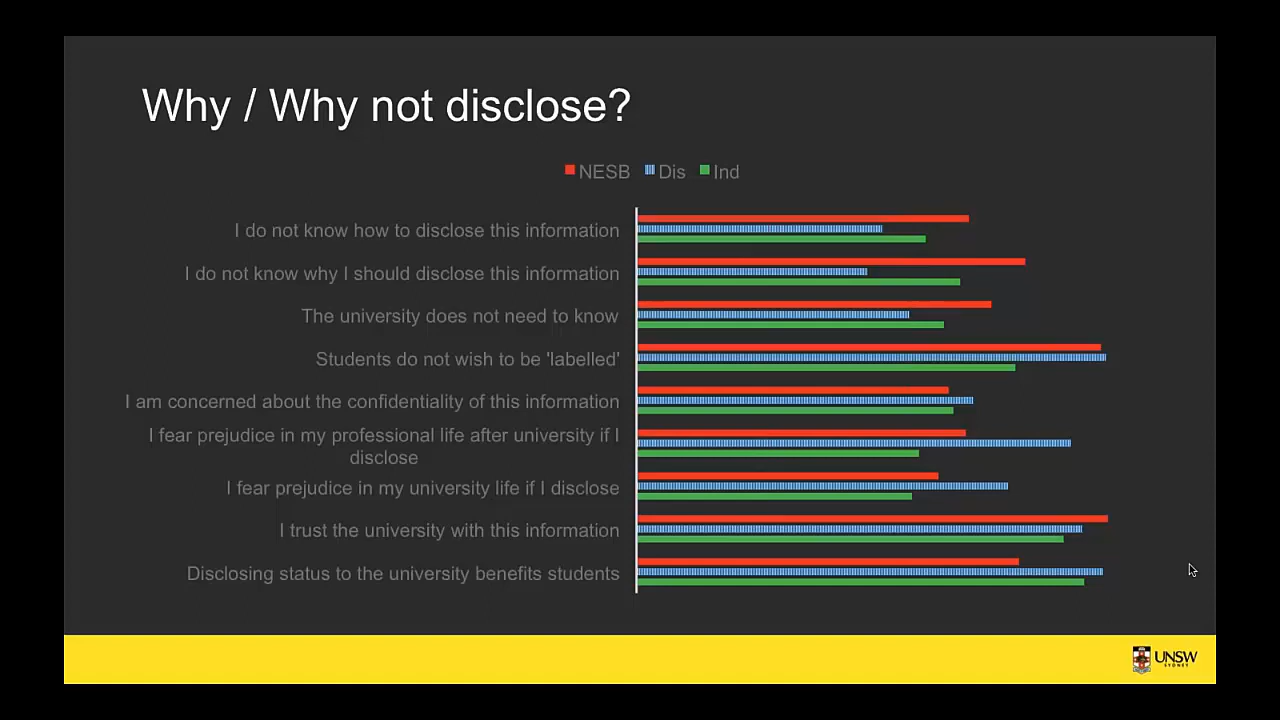 Why / Why not disclose?
NESB Dis Ind
I do not know how to disclose this information
I do not know why I should disclose this information
The university does not need to know
Students do not wish to be 'labelled'
I am concerned about the confidentiality of this information
I fear prejudice in my professional life after university if I
disclose
I fear prejudice in my university life if I disclose
I trust the university with this information
Disclosing status to the university benefits students
UNSW
SYDNEY